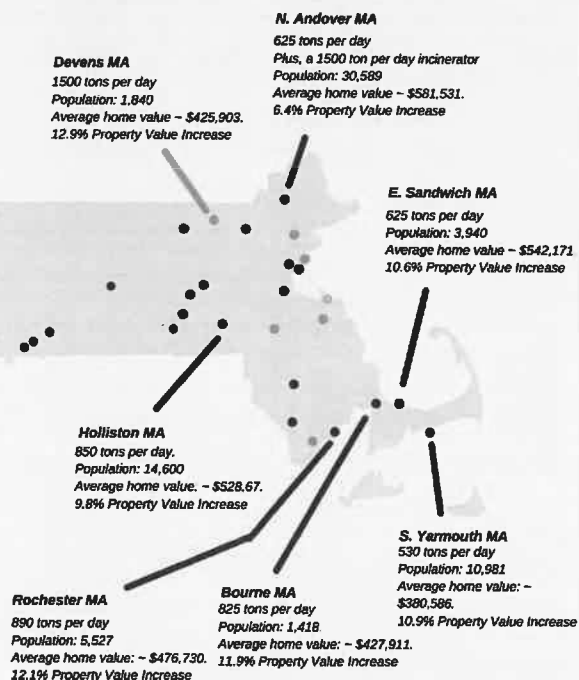 N. Andover MA
625 tons per day
Plus, a 1500 ton per day incinerator
Population: 30,589
Average home value ~ $581,531.
6.4% Property Value Increase
Devens MA
1500 tons per day
Population: 1,840
Average home value ~ $425,903.
12.9% Property Value Increase
E. Sandwich MA
625 tons per day
Population: 3,940
Average home value ~ $542,171
10.6% Property Value Increase
Holliston MA
850 tons per day.
Population: 14,600
Average home value. ~ $528.67.
9.8% Property Value Increase
S. Yarmouth MA
530 tons per day
Population: 10,981
Average home value: ~
$380,586.
10.9% Property Value Increase
Rochester MA
890 tons per day
Population: 5,527
Average home value: ~ $476,730.
12.1% Property Value Increase
Bourne MA
825 tons per day
Population: 1,418
Average home value: ~ $427,911.
11.9% Property Value Increase